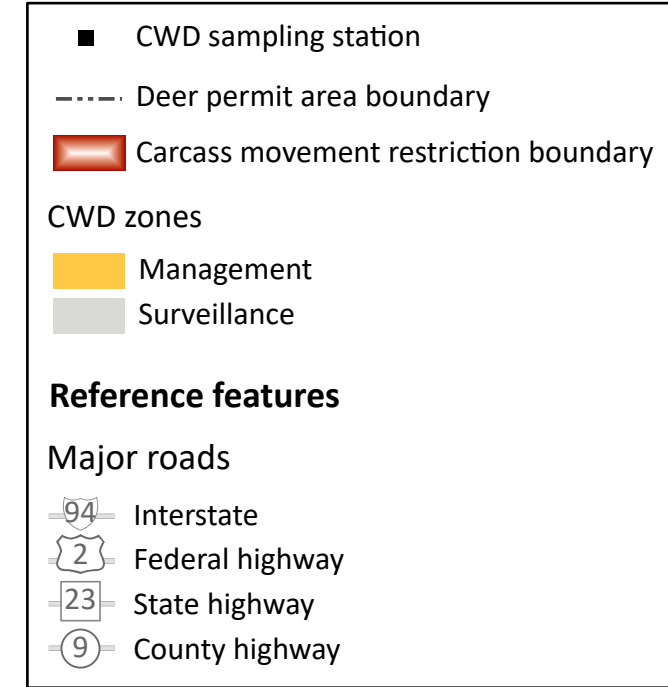 CWD sampling station
Deer permit area boundary
Carcass movement restriction boundary
CWD zones
Management
Surveillance
Reference features
Major roads
94 Interstate
2 Federal highway
23 State highway
9 County highway